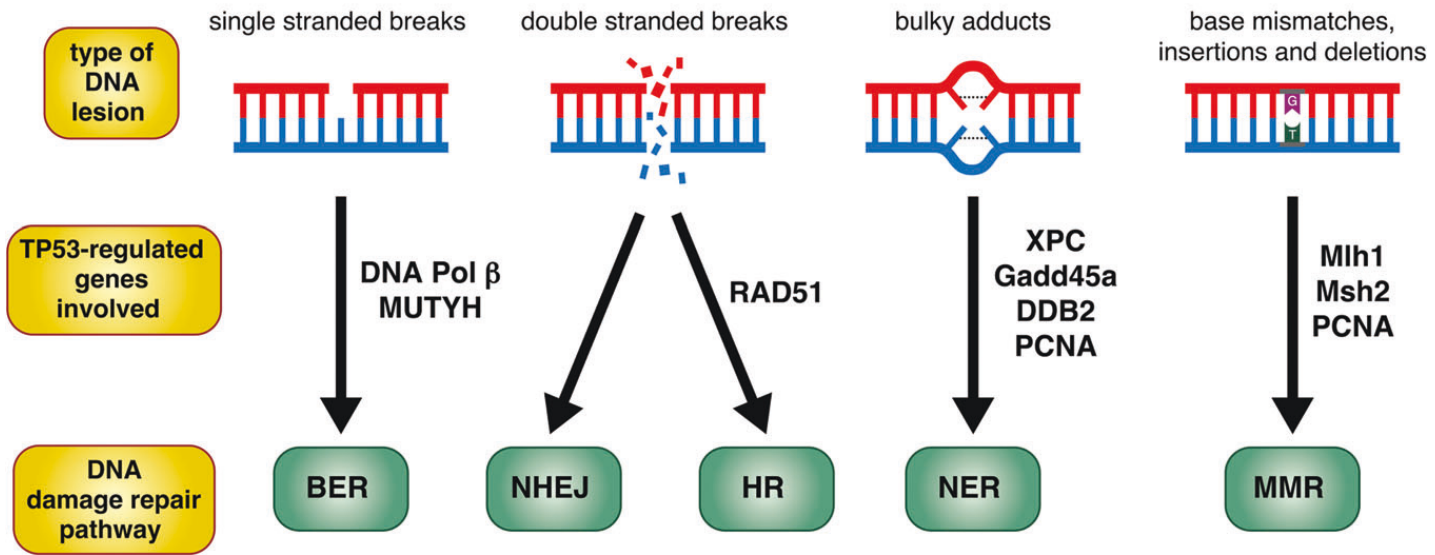 single stranded breaks
double stranded breaks
bulky adducts
base mismatches,
insertions and deletions
type of
DNA
lesion
G
T
TP53-regulated
genes
involved
DNA Pol β
MUTYH
RAD51
XPC
Gadd45a
DDB2
PCNA
Mlh1
Msh2
PCNA
DNA
damage repair
pathway
BER
NHEJ
HR
NER
MMR